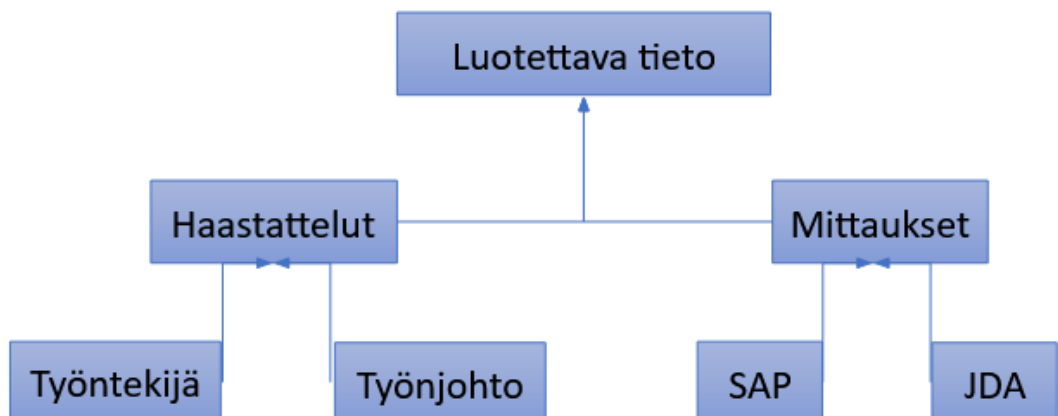 Luotettava tieto
Haastattelut
Mittaukset
Työntekijä
Työnjohto
SAP
JDA